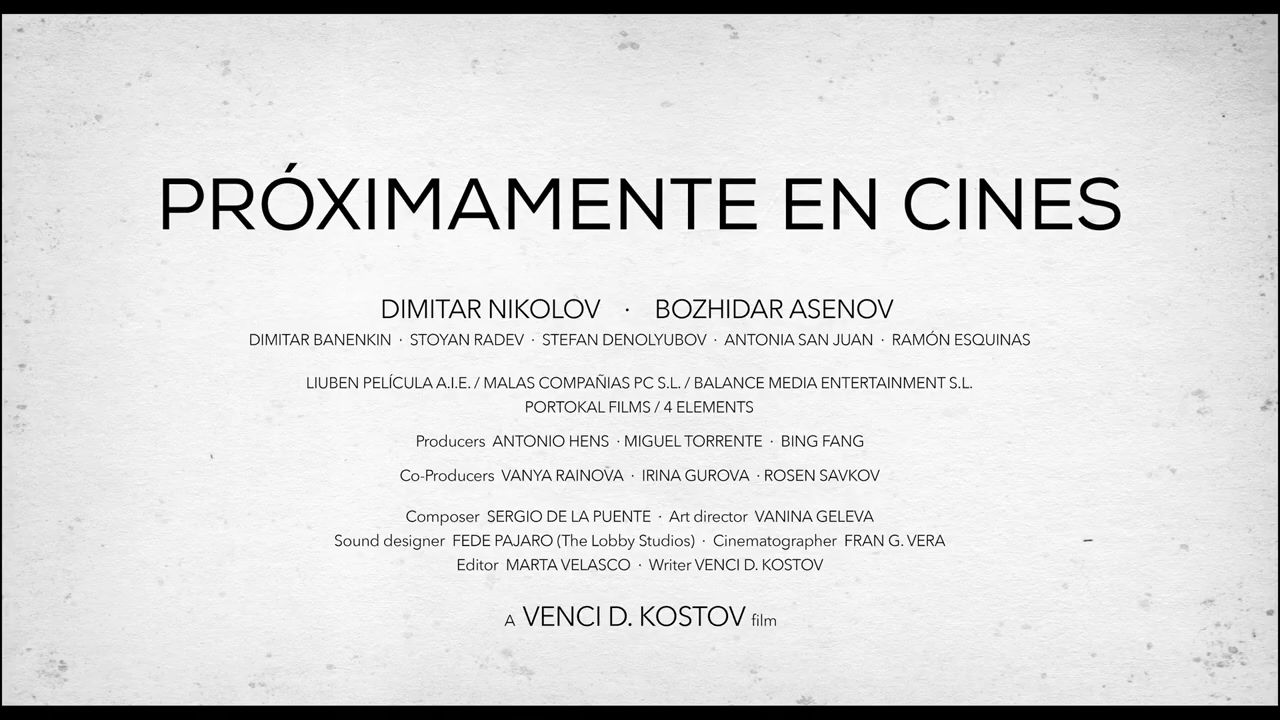 PRÓXIMAMENTE EN CINES
DIMITAR NIKOLOV · BOZHIDAR ASENOV
DIMITAR BANENKIN · STOYAN RADEV · STEFAN DENOLYUBOV · ANTONIA SAN JUAN · RAMÓN ESQUINAS
LIUBEN PELÍCULA A.I.E. / MALAS COMPAÑIAS PC S.L. / BALANCE MEDIA ENTERTAINMENT S.L.
PORTOKAL FILMS / 4 ELEMENTS
Producers ANTONIO HENS · MIGUEL TORRENTE · BING FANG
Co-Producers VANYA RAINOVA · IRINA GUROVA · ROSEN SAVKOV
Composer SERGIO DE LA PUENTE · Art director VANINA GELEVA
Sound designer FEDE PAJARO (The Lobby Studios) · Cinematographer FRAN G. VERA
Editor MARTA VELASCO · Writer VENCI D. KOSTOV
A VENCI D. KOSTOV film